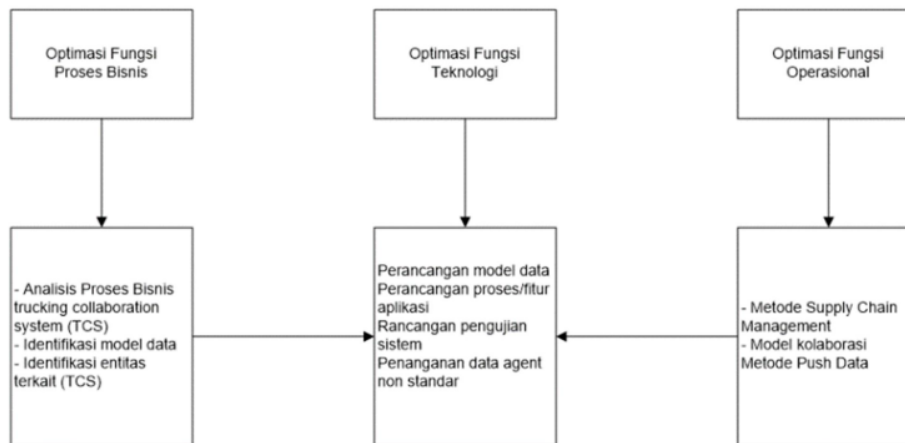 Optimasi Fungsi
Proses Bisnis
Optimasi Fungsi
Teknologi
Optimasi Fungsi
Operasional
- Analisis Proses Bisnis
trucking collaboration
system (TCS)
- Identifikasi model data
- Identifikasi entitas
terkait (TCS)
Perancangan model data
Perancangan proses/fitur
aplikasi
Rancangan pengujian
sistem
Penanganan data agent
non standar
- Metode Supply Chain
Management
- Model kolaborasi
Metode Push Data